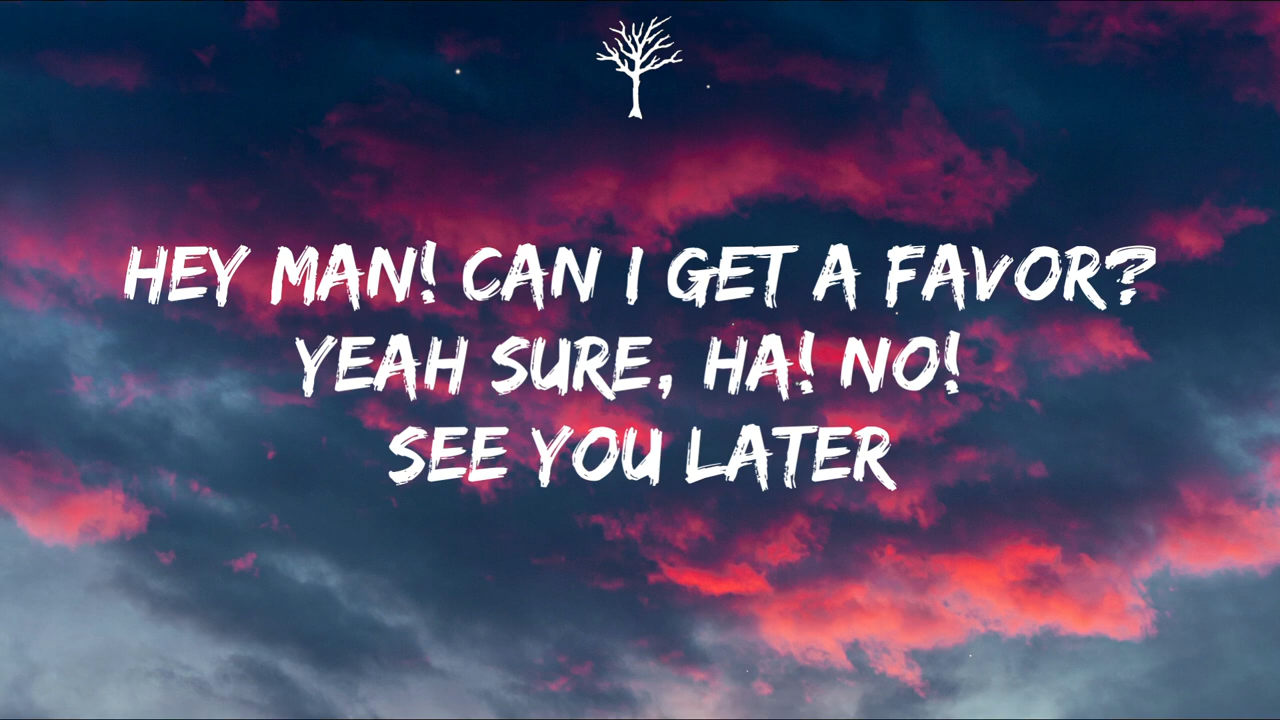 HEY MAN! CAN I GET A FAVOR?
YEAH SURE, HA! NO!
SEE YOU LATER